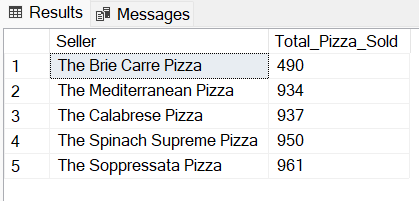 Results Messages
Seller Total_Pizza_Sold
1 The Brie Carre Pizza 490
2 The Mediterranean Pizza 934
3 The Calabrese Pizza 937
4 The Spinach Supreme Pizza 950
5 The Soppressata Pizza 961